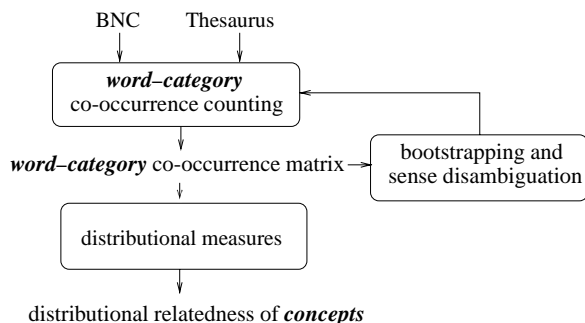 BNC Thesaurus
word–category
co-occurrence counting
word–category co-occurrence matrix
bootstrapping and
sense disambiguation
distributional measures
distributional relatedness of concepts